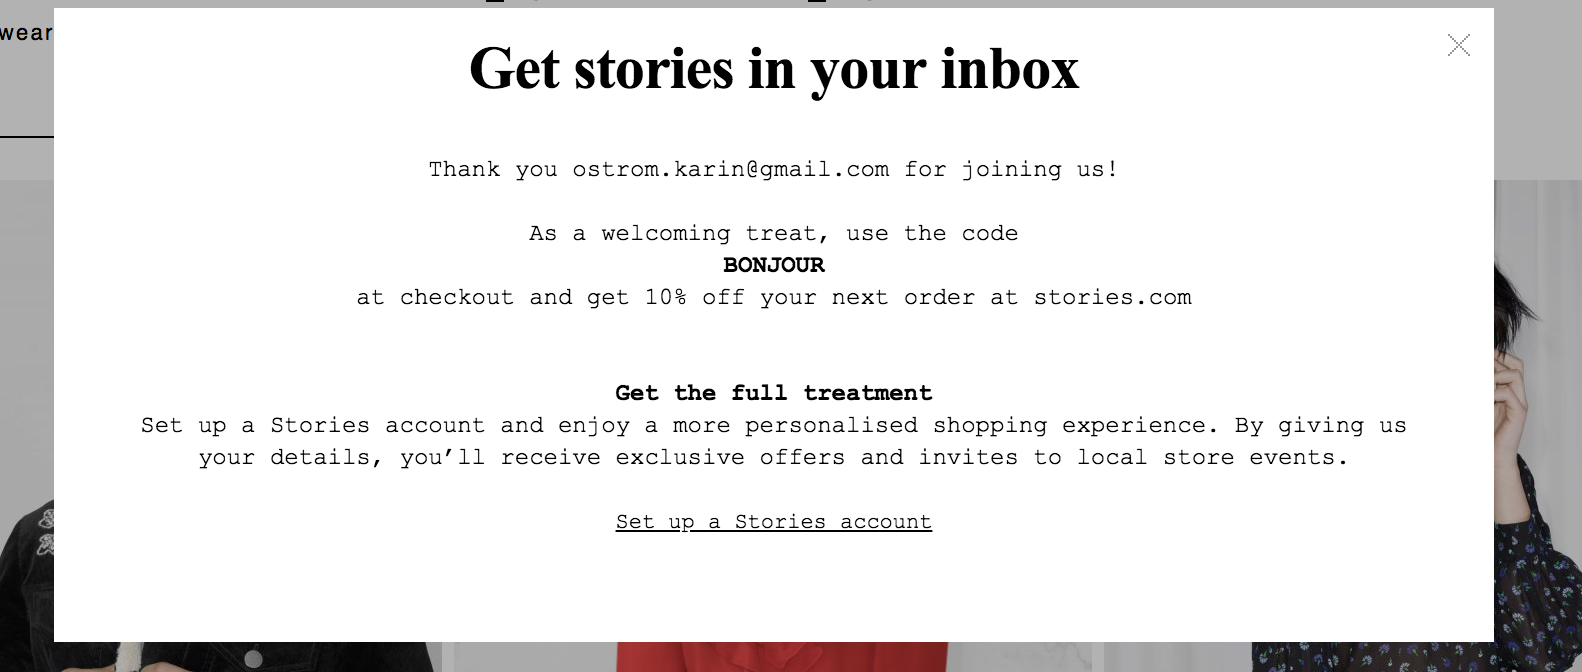 wear
Get stories in your inbox
Thank you ostrom.karin@gmail.com for joining us!
As a welcoming treat, use the code
BONJOUR
at checkout and get 10% off your next order at stories.com
Get the full treatment
Set up a Stories account and enjoy a more personalised shopping experience. By giving us
your details, you’ll receive exclusive offers and invites to local store events.
Set up a Stories account